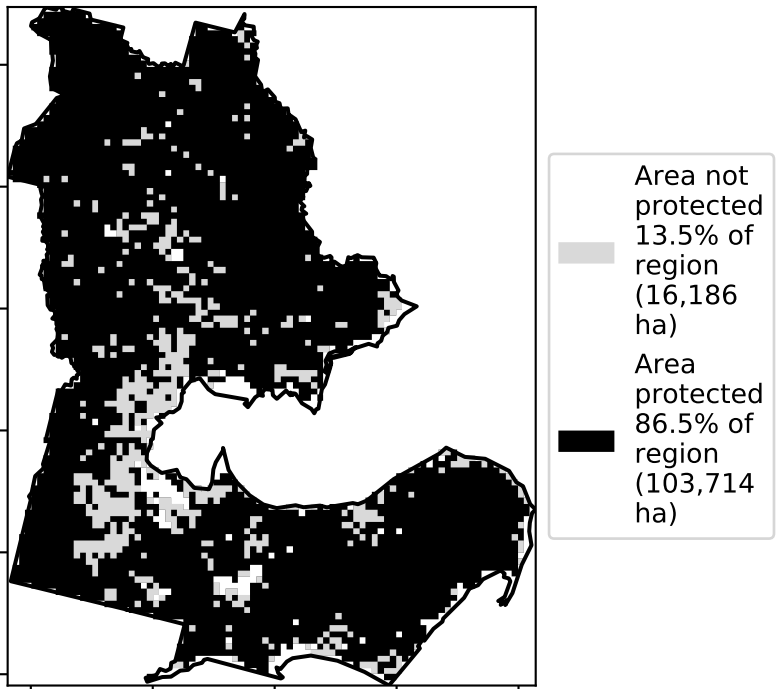 Area not
protected
13.5% of
region
(16,186
ha)
Area
protected
86.5% of
region
(103,714
ha)